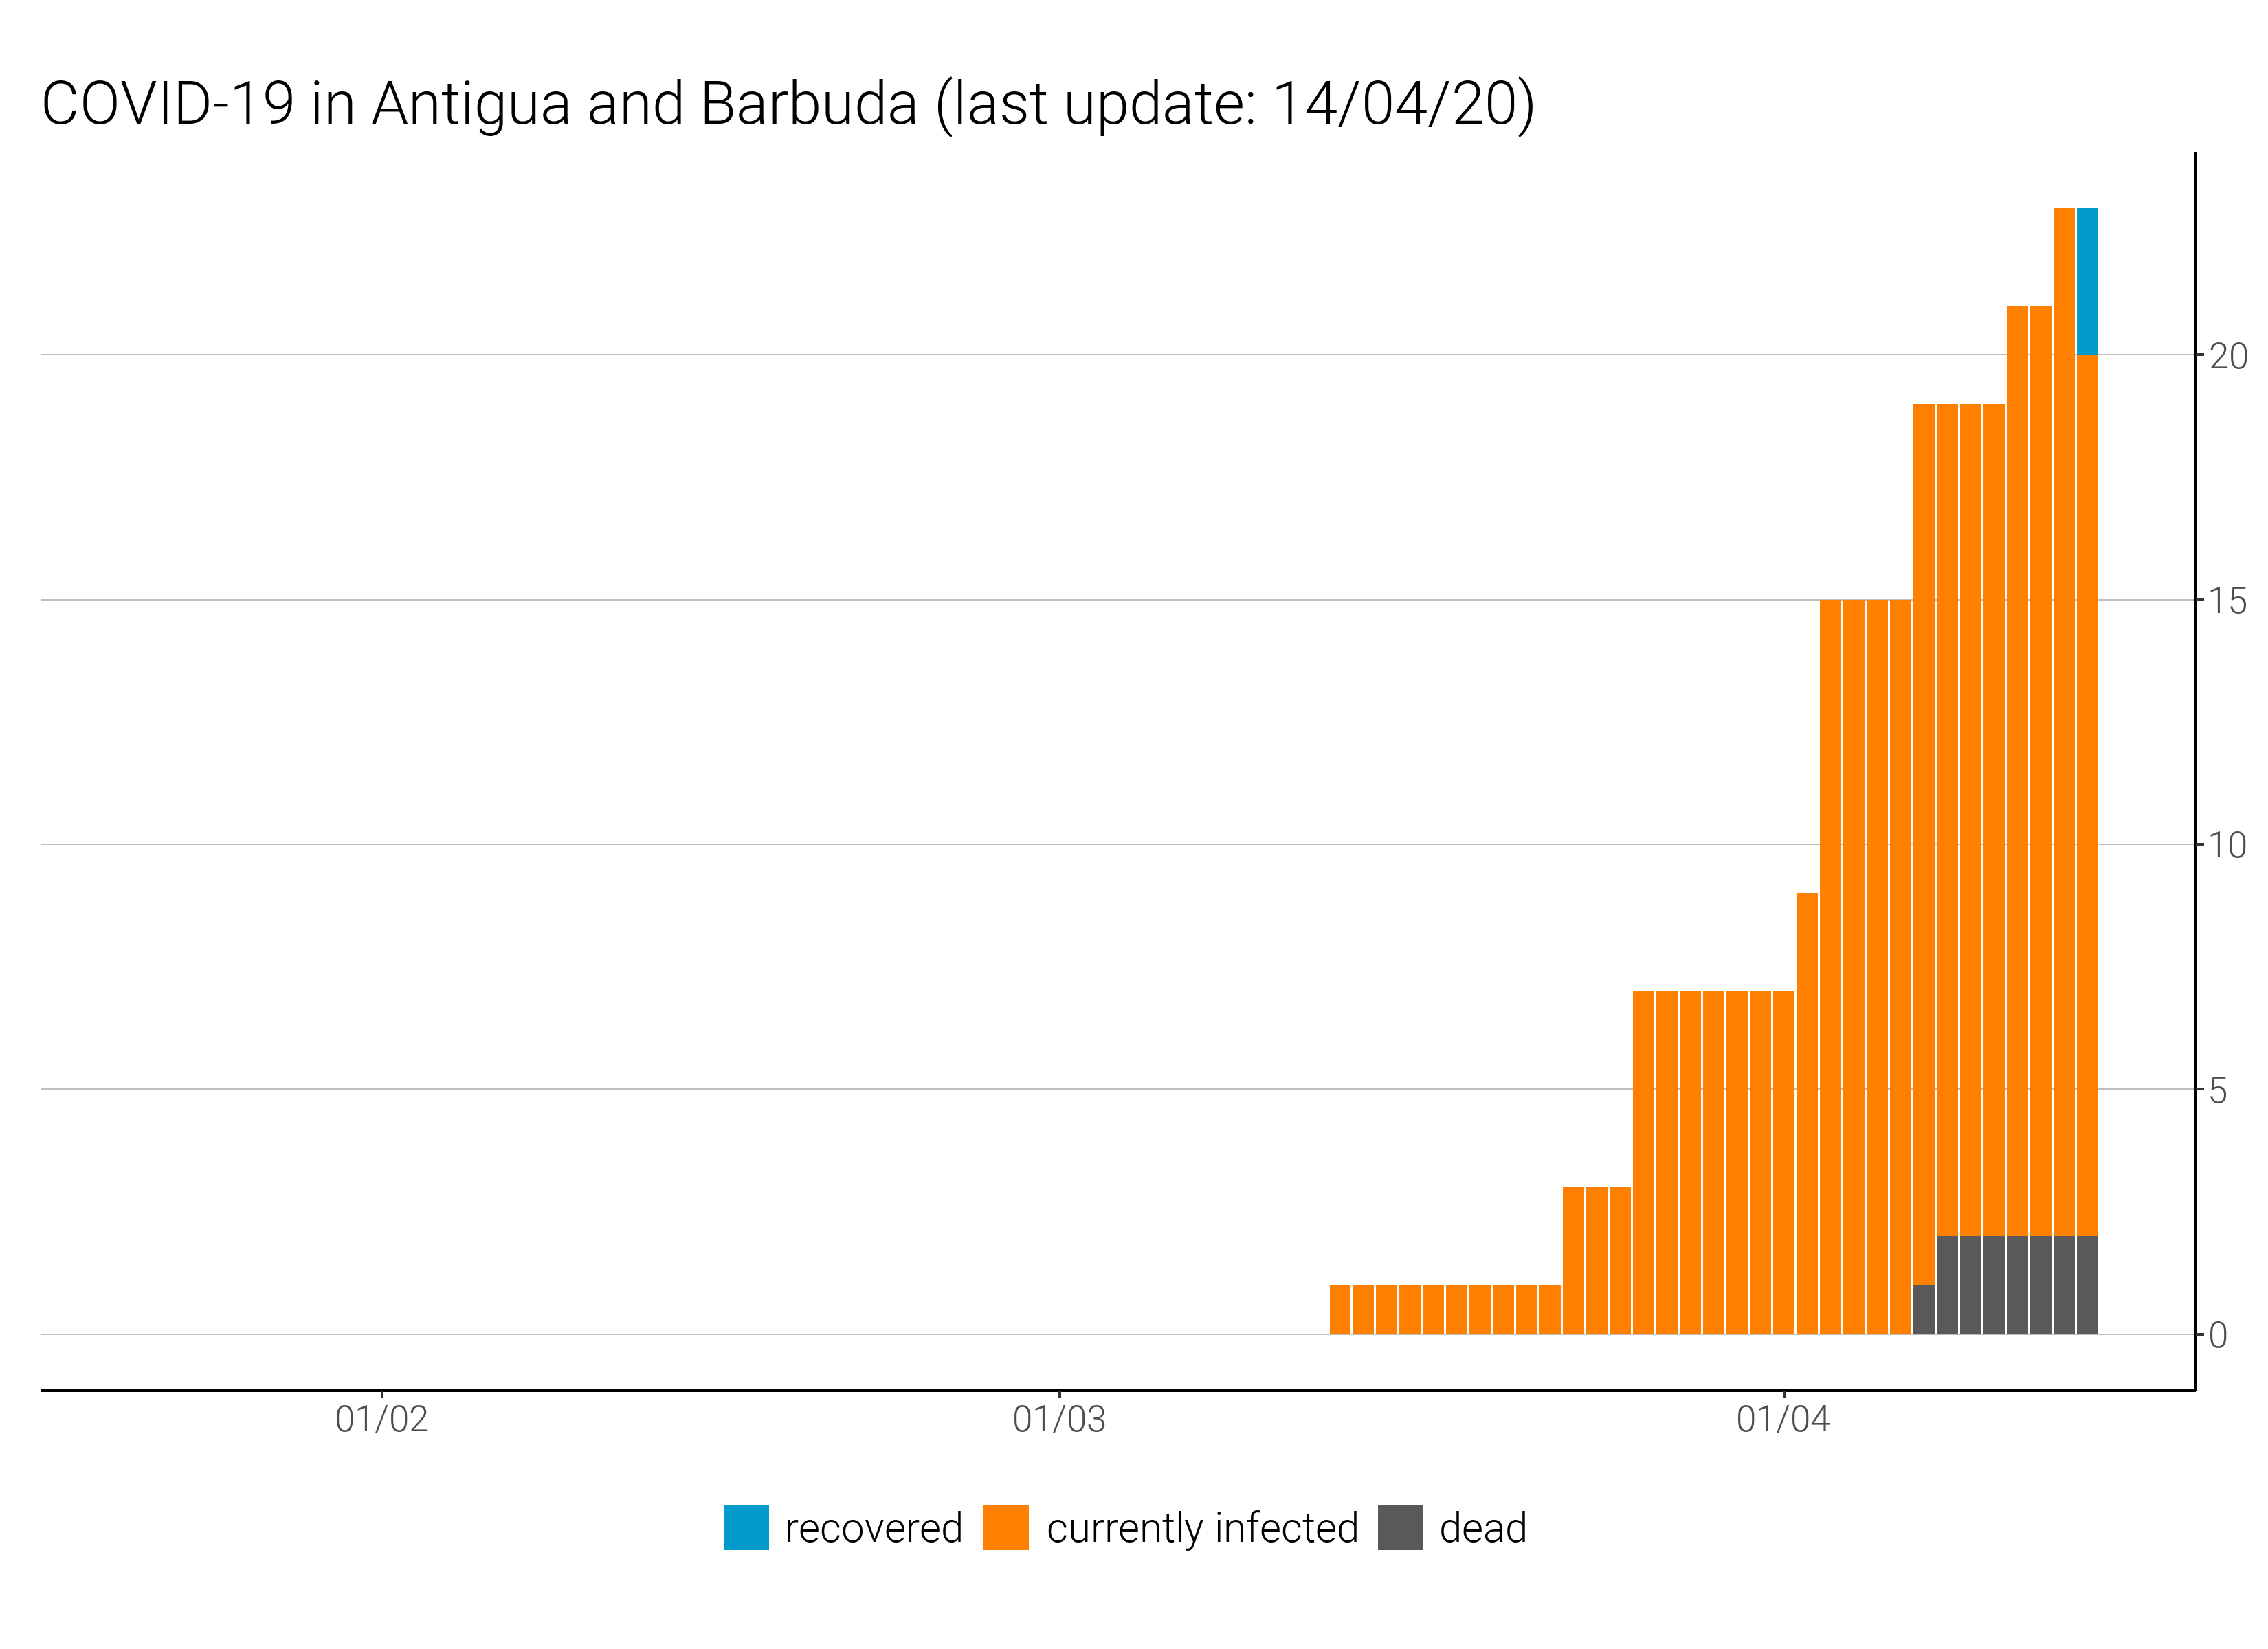 COVID-19 in Antigua and Barbuda (last update: 14/04/20)
20
15
10
5
0
01/02 01/03 01/04
recovered currently infected dead